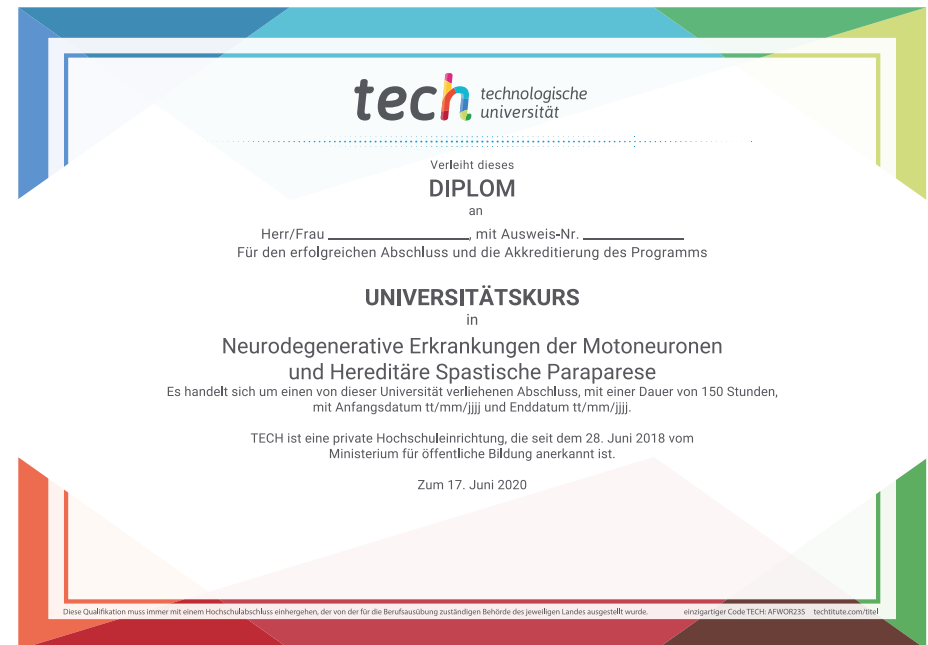 tech technologische
universität
Verleiht dieses
DIPLOM
an
Herr/Frau ____________________, mit Ausweis-Nr. ______________
Für den erfolgreichen Abschluss und die Akkreditierung des Programms
UNIVERSITÄTSKURS
in
Neurodegenerative Erkrankungen der Motoneuronen
und Hereditäre Spastische Paraparese
Es handelt sich um einen von dieser Universität verliehenen Abschluss, mit einer Dauer von 150 Stunden,
mit Anfangsdatum tt/mm/jjjj und Enddatum tt/mm/jjjj.
TECH ist eine private Hochschuleinrichtung, die seit dem 28. Juni 2018 vom
Ministerium für öffentliche Bildung anerkannt ist.
Zum 17. Juni 2020
Diese Qualifikation muss immer mit einem Hochschulabschluss einhergehen, der von der für die Berufsausübung zuständigen Behörde des jeweiligen Landes ausgestellt wurde. einzigartiger Code TECH: AFWOR23S techtitute.com/titel